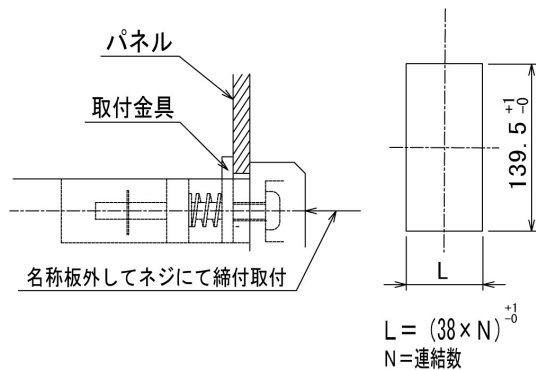 パネル
取付金具
名称板外してネジにて締付取付
139.5 +1 -0
L
L=(38×N) +1 -0
N=連結数